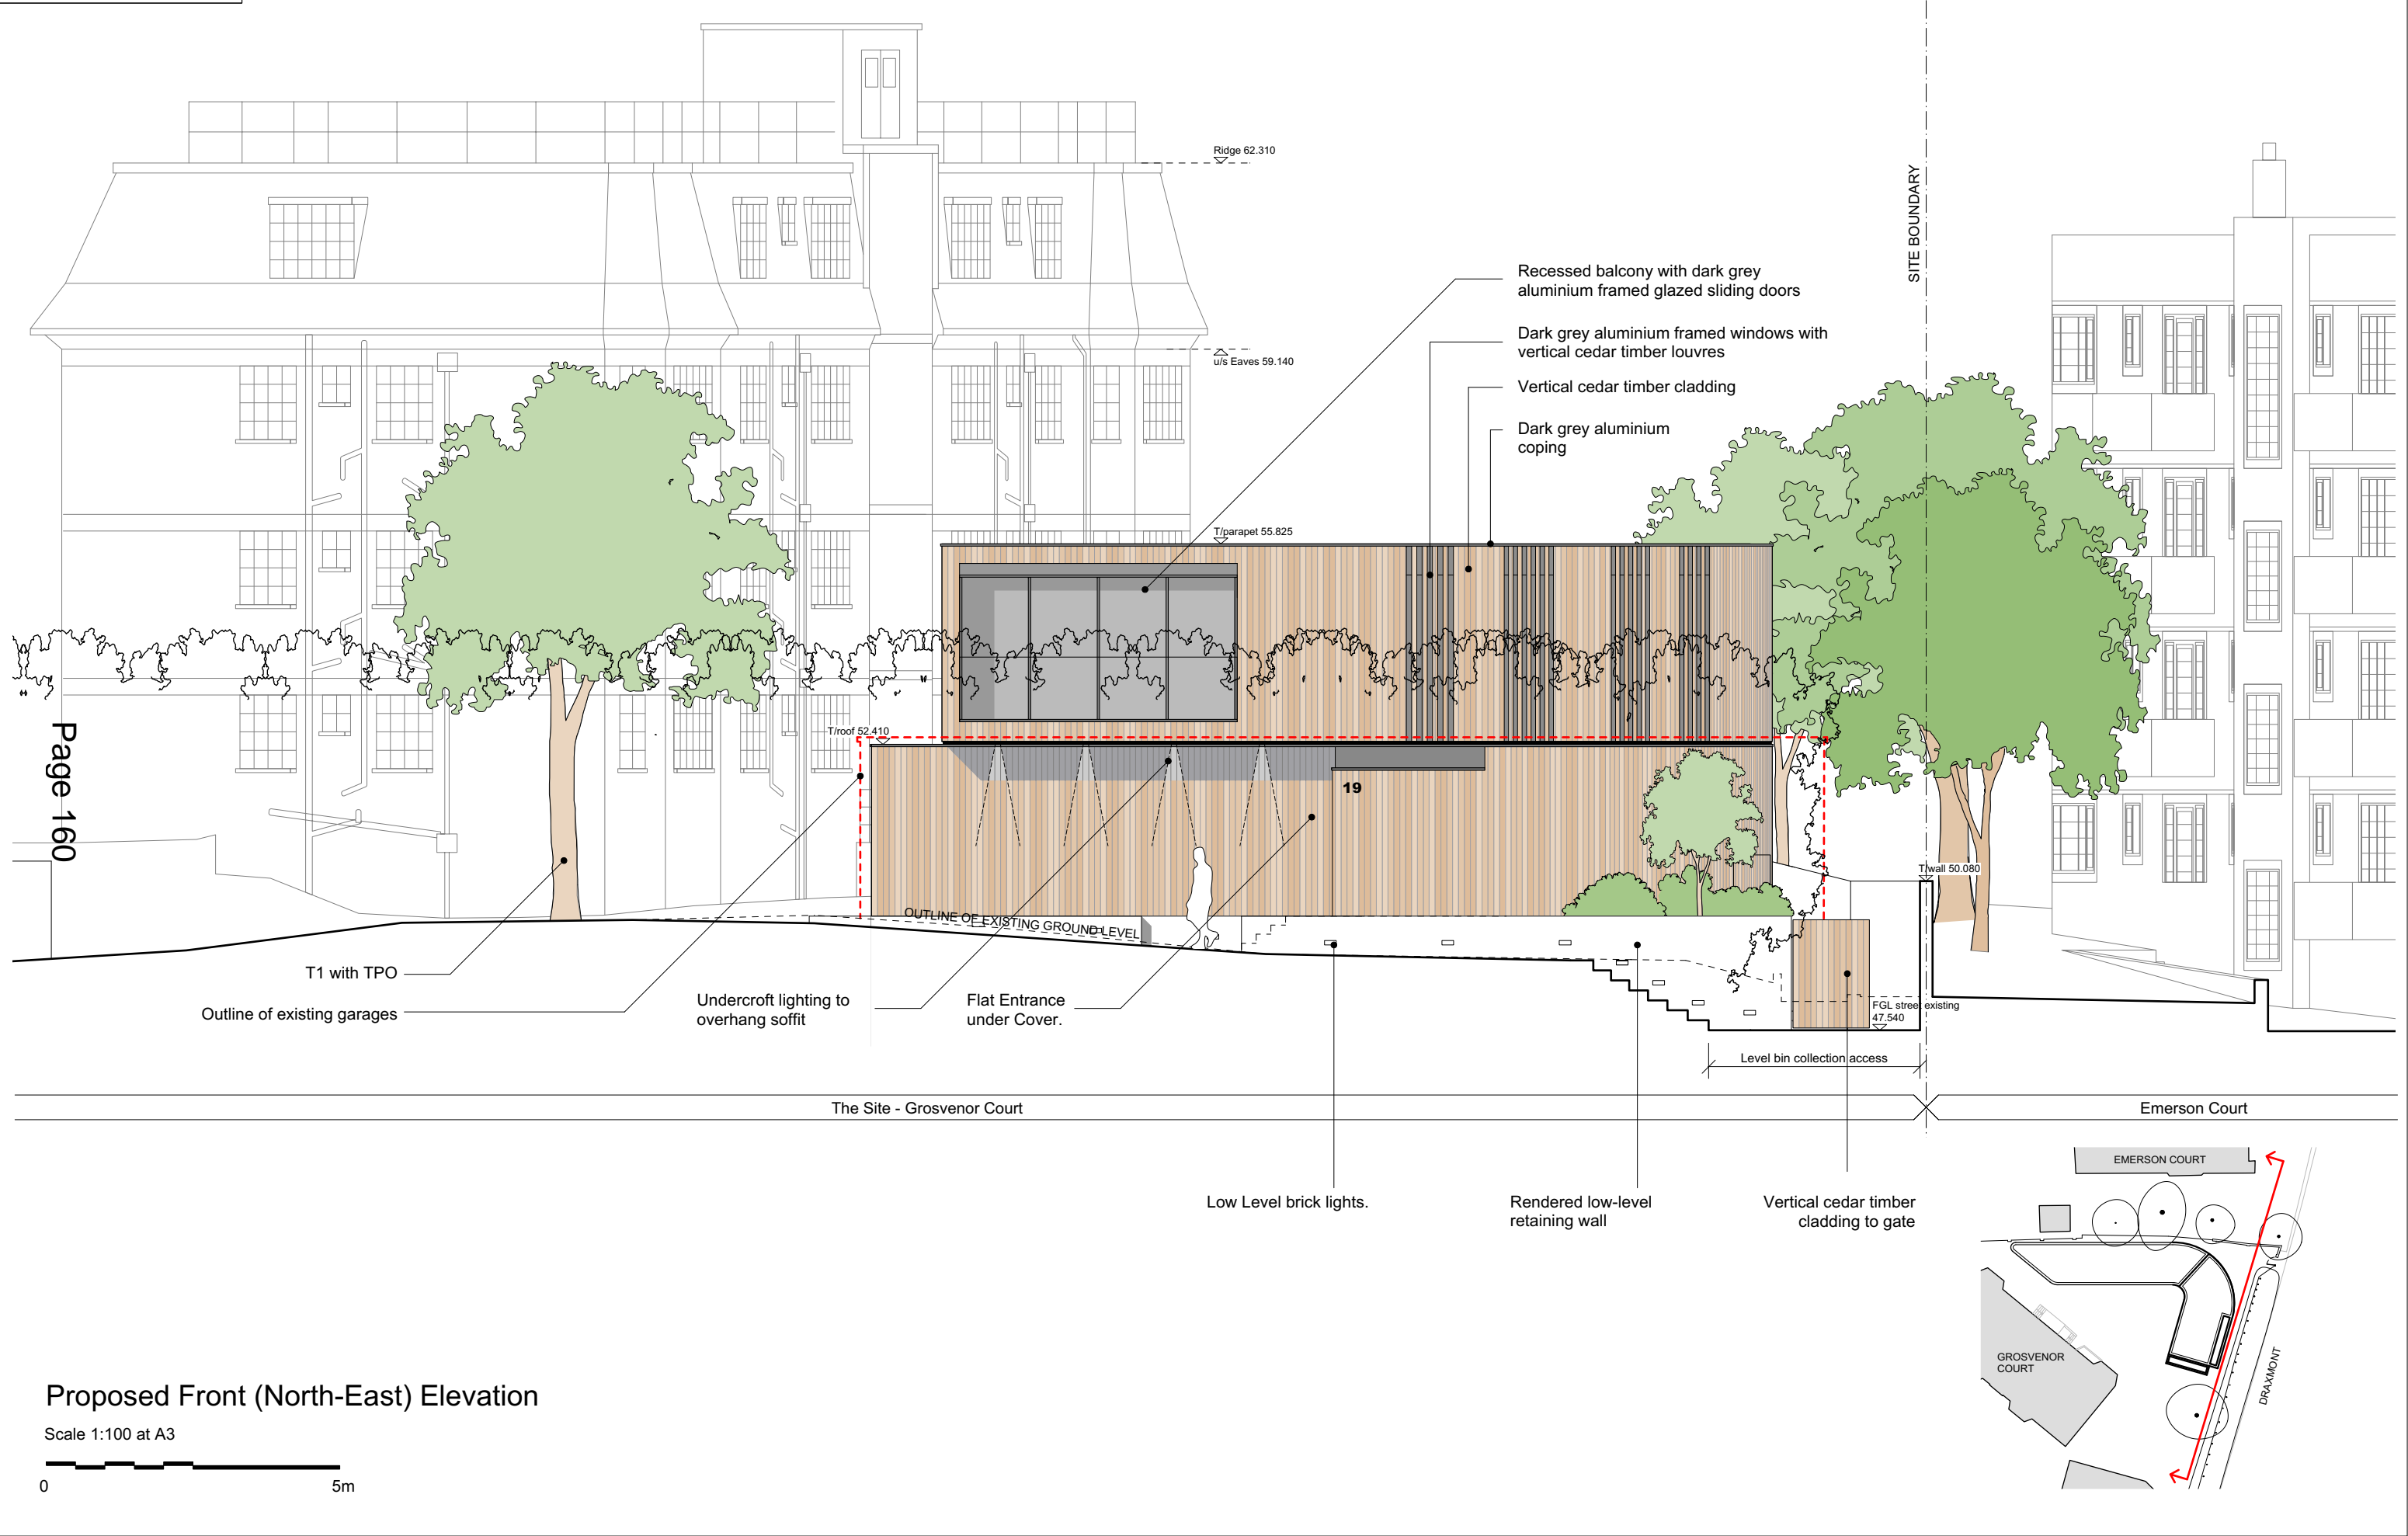 Ridge 62.310
SITE BOUNDARY
Recessed balcony with dark grey
aluminium framed glazed sliding doors
Dark grey aluminium framed windows with
vertical cedar timber louvres
u/s Eaves 59.140
Vertical cedar timber cladding
Dark grey aluminium
coping
T/parapet 55.825
T/roof 52.410
Page 160
19
T/wall 50.080
OUTLINE OF EXISTING GROUND LEVEL
T1 with TPO
Outline of existing garages
Undercroft lighting to
overhang soffit
Flat Entrance
under Cover.
FGL street existing
47.540
Level bin collection access
The Site - Grosvenor Court
Emerson Court
Low Level brick lights.
Rendered low-level
retaining wall
Vertical cedar timber
cladding to gate
EMERSON COURT
GROSVENOR
COURT
DRAXMONT
Proposed Front (North-East) Elevation
Scale 1:100 at A3
0 5m